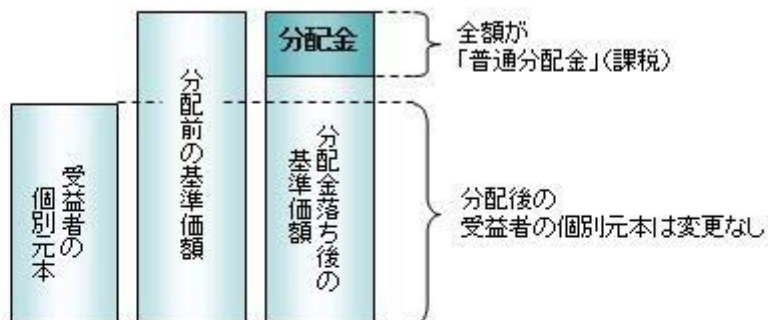 受益者の
個別元本
分配前の基準価額
分配金
分配金落ち後の
基準価額
全額が
「普通分配金」(課税)
分配後の
受益者の個別元本は変更なし